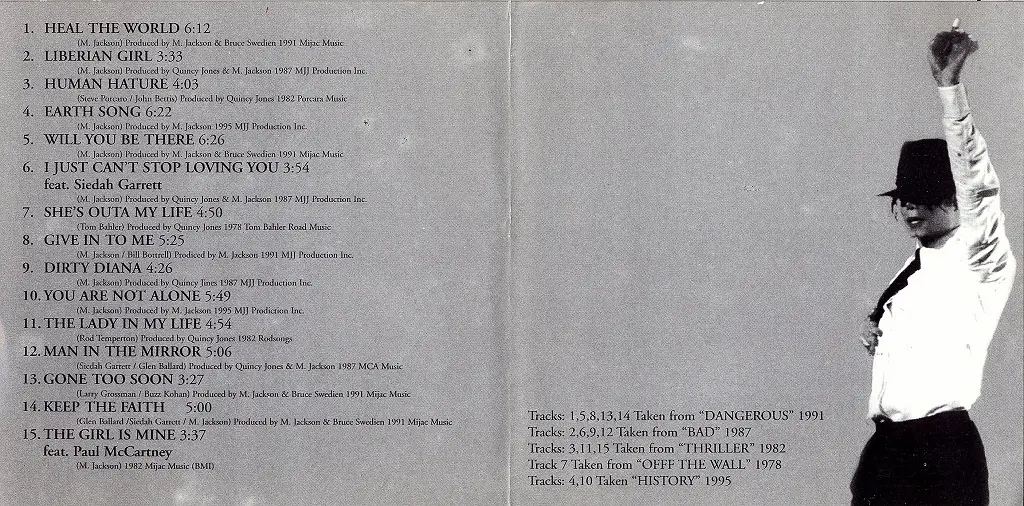 1. HEAL THE WORLD 6:12
(M. Jackson) Produced by M. Jackson & Bruce Swedien 1991 Mijac Music
2. LIBERIAN GIRL 3:33
(M. Jackson) Produced by Quincy Jones & M. Jackson 1987 MJJ Production Inc.
3. HUMAN HATURE 4:03
(Steve Porcaro / John Bettis) Produced by Quincy Jones 1982 Porcara Music
4. EARTH SONG 6:22
(M. Jackson) Produced by M. Jackson 1995 MJJ Production Inc.
5. WILL YOU BE THERE 6:26
(M. Jackson) Produced by M. Jackson & Bruce Swedien 1991 Mijac Music
6. I JUST CAN'T STOP LOVING YOU 3:54
feat. Siedah Garrett
(M. Jackson) Produced by Quincy Jones & M. Jackson 1987 MJJ Production Inc.
7. SHE'S OUTA MY LIFE 4:50
(Tom Bahler) Produced by Quincy Jones 1978 Tom Bahler Road Music
8. GIVE IN TO ME 5:25
(M. Jackson / Bill Bottrell) Prodiced by M. Jackson 1991 MJJ Production Inc.
9. DIRTY DIANA 4:26
(M. Jackson) Produced by Quincy Jines 1987 MJJ Production Inc.
10. YOU ARE NOT ALONE 5:49
(M. Jackson) Produced by M. Jackson 1995 MJJ Prodiction Inc.
11. THE LADY IN MY LIFE 4:54
(Rod Temperton) Produced by Quincy Jones 1982 Rodsongs
12. MAN IN THE MIRROR 5:06
(Siedah Garrett / Glen Ballard) Produced by Quincy Jones & M. Jackson 1987 MCA Music
13. GONE TOO SOON 3:27
(Larry Grossman / Buzz Kohan) Produced by M. Jackson & Bruce Swedien 1991 Mijac Music
14. KEEP THE FAITH 5:00
(Glen Ballard /Siedah Garrett / M. Jackson) Produced by M. Jackson & Bruce Swedien 1991 Mijac Music
15. THE GIRL IS MINE 3:37
feat. Paul McCartney
(M. Jackson) 1982 Mijac Music (BMI)
Tracks: 1,5,8,13,14 Taken from “DANGEROUS” 1991
Tracks: 2,6,9,12 Taken from “BAD” 1987
Tracks: 3,11,15 Taken from “THRILLER” 1982
Track 7 Taken from “OFFF THE WALL” 1978
Tracks: 4,10 Taken “HISTORY” 1995